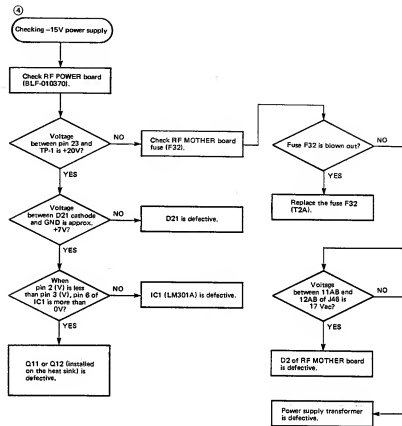 4
Checking -15V power supply
Check RF POWER board
(BLF-010370).
Voltage
between pin 23 and
TP-1 is +20V?
NO
YES
Check RF MOTHER board
fuse (F32).
Fuse F32 is blown out?
NO
YES
Replace the fuse F32
(T2A).
Voltage
between D21 cathode
and GND is approx.
+7V?
NO
YES
D21 is defective.
When
pin 2 (V) is less
than pin 3 (V), pin 6 of
IC1 is more than
0V?
NO
YES
IC1 (LM301A) is defective.
Q11 or Q12 (installed
on the heat sink) is
defective.
Voltage
between 11AB and
12AB of J46 is
17 Vac?
NO
YES
D2 of RF MOTHER board
is defective.
Power supply transformer
is defective.